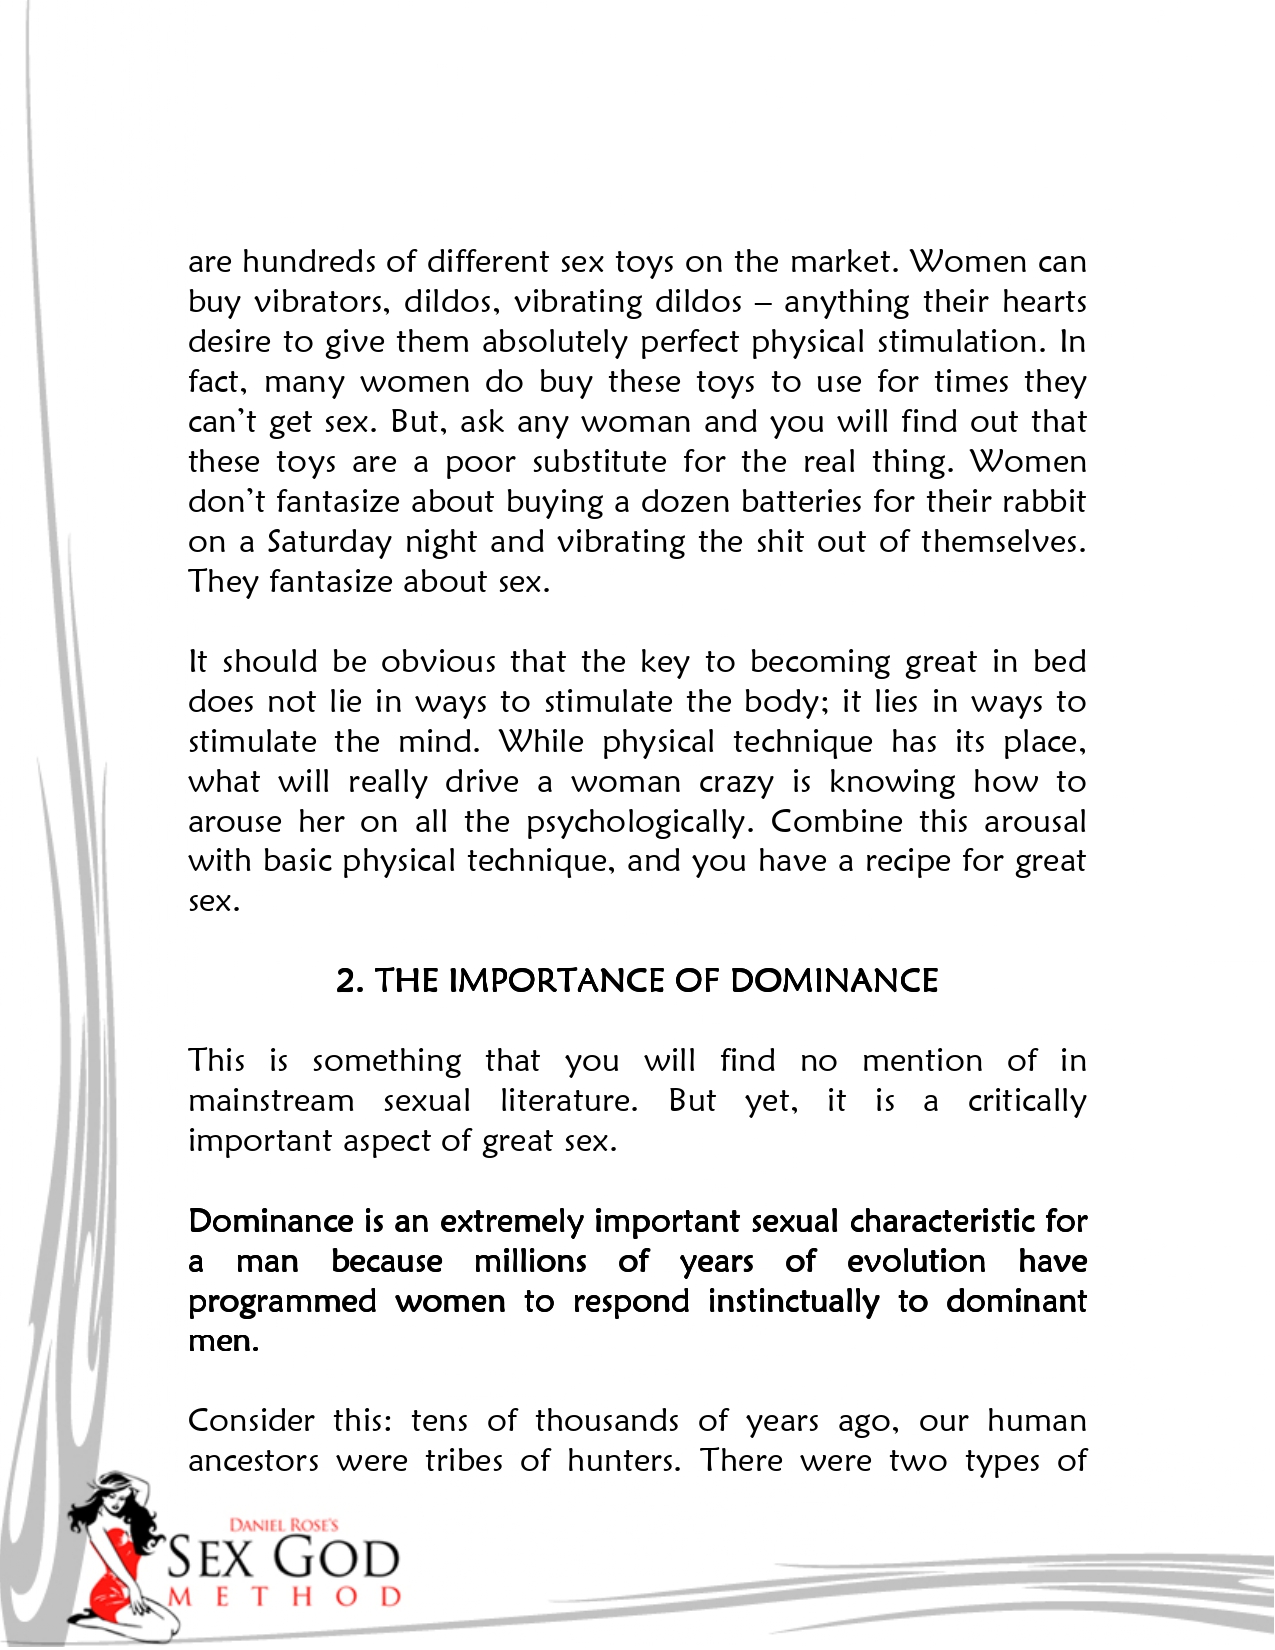 are hundreds of different sex toys on the market. Women can
buy vibrators, dildos, vibrating dildos – anything their hearts
desire to give them absolutely perfect physical stimulation. In
fact, many women do buy these toys to use for times they
can’t get sex. But, ask any woman and you will find out that
these toys are a poor substitute for the real thing. Women
don’t fantasize about buying a dozen batteries for their rabbit
on a Saturday night and vibrating the shit out of themselves.
They fantasize about sex.
It should be obvious that the key to becoming great in bed
does not lie in ways to stimulate the body; it lies in ways to
stimulate the mind. While physical technique has its place,
what will really drive a woman crazy is knowing how to
arouse her on all the psychologically. Combine this arousal
with basic physical technique, and you have a recipe for great
sex.
2. THE IMPORTANCE OF DOMINANCE
This is something that you will find no mention of in
mainstream sexual literature. But yet, it is a critically
important aspect of great sex.
Dominance is an extremely important sexual characteristic for
a man because millions of years of evolution have
programmed women to respond instinctually to dominant
men.
Consider this: tens of thousands of years ago, our human
ancestors were tribes of hunters. There were two types of
DANIEL ROSE'S
SEX GOD
METHOD